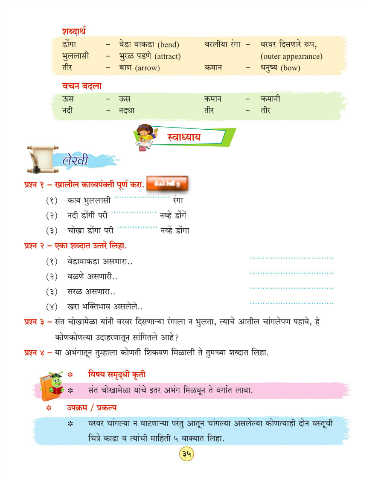 शब्दार्थ
डोंगा – वेडा वाकडा (bend) वरलीया रंगा – वरवर दिसणारे रूप,
भुललासी – भुरळ पडणे (attract) (outer appearance)
तीर – बाण (arrow) कमान – धनुष्य (bow)
वचन बदला
ऊस – ऊस कमान – कमानी
नदी – नद्या तीर – तीर
स्वाध्याय
लेखी
प्रश्न १ – खालील काव्यपंक्ती पूर्ण करा.
(१) काय भुललासी .............. रंगा
(२) नदी डोंगी परी .............. नव्हे डोंगे
(३) चोखा डोंगा परी .............. नव्हे डोंगा
प्रश्न २ – एका शब्दात उत्तरे लिहा.
(१) वेडावाकडा असणारा..
(२) वळणे असणारी..
(३) सरळ असणारा..
(४) खरा भक्तिभाव असलेले..
प्रश्न ३ – संत चोखामेळा यांनी वरवर दिसणाऱ्या रंगाला न भुलता, त्याचे आतील चांगलेपण पहावे, हे
कोणकोणत्या उदाहरणातून सांगितले आहे?
प्रश्न ४ – या अभंगातून तुम्हाला कोणती शिकवण मिळाली ते तुमच्या शब्दात लिहा.
विषय समृद्धी कृती
संत चोखामेळा यांचे इतर अभंग मिळवून ते वर्गात लावा.
उपक्रम / प्रकल्प
वरवर चांगल्या न वाटणाऱ्या परंतु आतून चांगल्या असलेल्या कोणत्याही दोन वस्तूंची
चित्रे काढा व त्यांची माहिती ५ वाक्यात लिहा.
३५